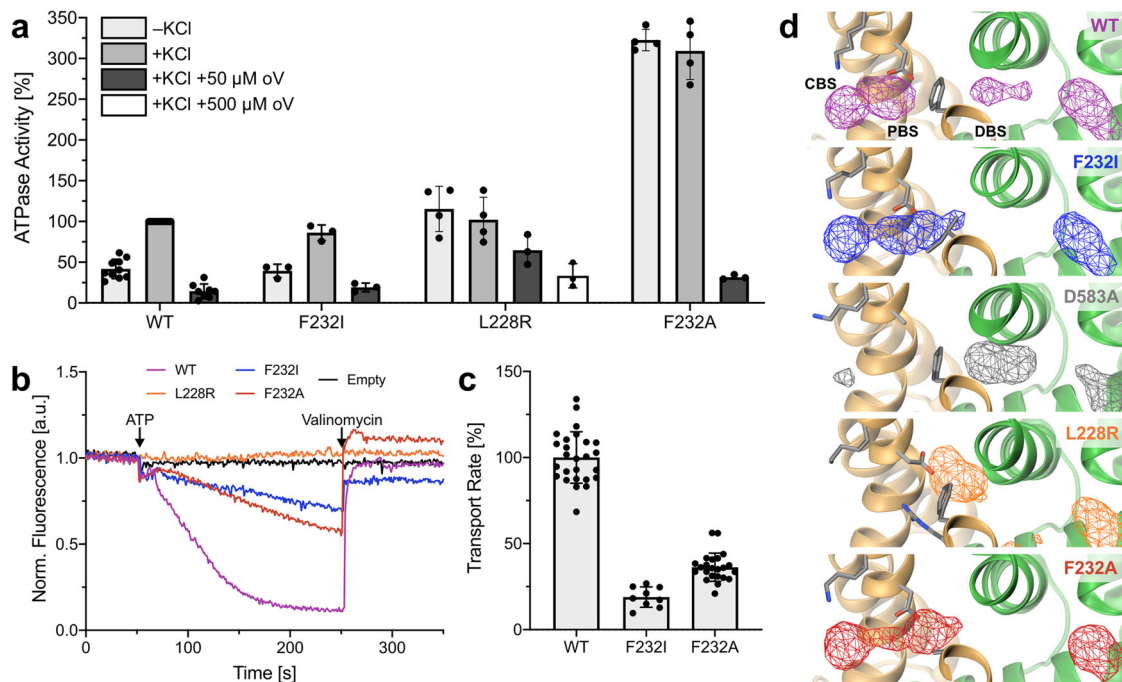 a
ATPase Activity [%]
350
300
250
200
150
100
50
0
–KCl
+KCl
+KCl +50 µM oV
+KCl +500 µM oV
WT
F232I
L228R
F232A
b
Norm. Fluorescence [a.u.]
1.5
1.0
0.5
0.0
WT
F232I
Empty
L228R
F232A
ATP
Valinomycin
0
100
200
300
Time [s]
c
Transport Rate [%]
150
100
50
0
WT
F232I
F232A
d
WT
CBS
PBS
DBS
F232I
D583A
L228R
F232A